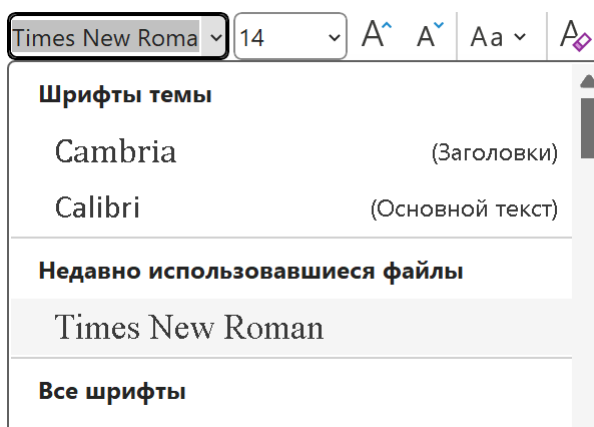 Times New Roma 14 A A Aa A
Шрифты темы
Cambria (Заголовки)
Calibri (Основной текст)
Недавно использовавшиеся файлы
Times New Roman
Все шрифты